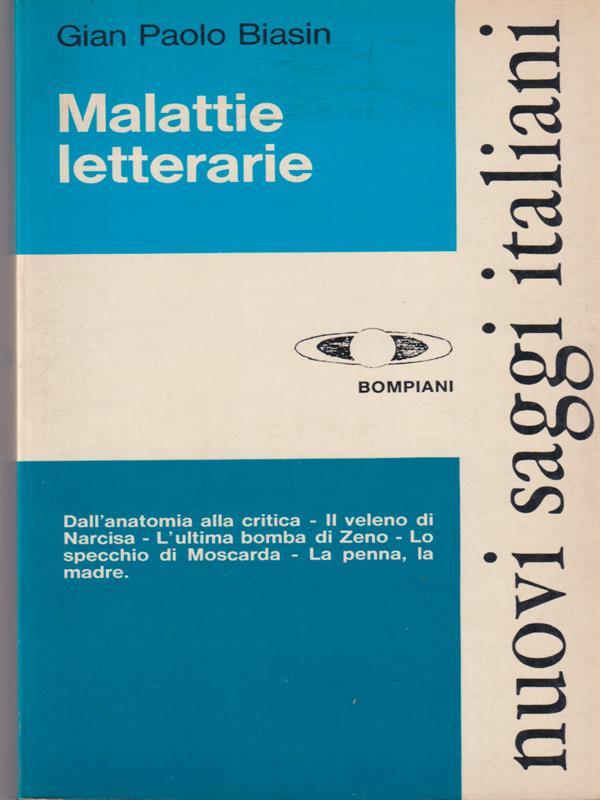 Gian Paolo Biasin
Malattie
letterarie
BOMPIANI
Dall'anatomia alla critica - Il veleno di
Narcisa - L'ultima bomba di Zeno - Lo
specchio di Moscarda - La penna, la
madre.
nuovi saggi italiani